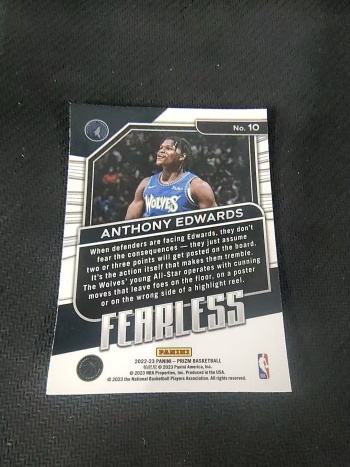 No. 10
WOLVES
ANTHONY EDWARDS
When defenders are facing Edwards, they don't
fear the consequences — they just assume
two or three points will get posted on the board.
It's the action itself that makes them tremble.
The Wolves' young All-Star operates with cunning
moves that leave foes on the floor, on a poster
or on the wrong side of a highlight reel.
FEARLESS
PANINI
2022-23 PANINI – PRIZM BASKETBALL
© 2023 Panini America, Inc.
© 2023 NBA Properties, Inc. Produced in the USA.
© 2023 the National Basketball Players Association. All rights reserved.